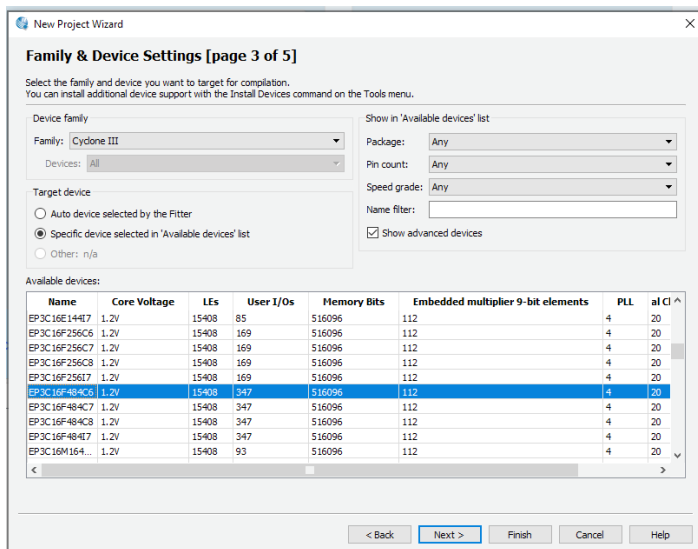 New Project Wizard
Family & Device Settings [page 3 of 5]
Select the family and device you want to target for compilation.
You can install additional device support with the Install Devices command on the Tools menu.
Device family
Family: Cyclone III
Devices: All
Target device
Auto device selected by the Fitter
Specific device selected in 'Available devices' list
Other: n/a
Show in 'Available devices' list
Package: Any
Pin count: Any
Speed grade: Any
Name filter:
Show advanced devices
Available devices:
Name Core Voltage LEs User I/Os Memory Bits Embedded multiplier 9-bit elements PLL al Cl
EP3C16E144I7 1.2V 15408 85 516096 112 4 20
EP3C16F256C6 1.2V 15408 169 516096 112 4 20
EP3C16F256C7 1.2V 15408 169 516096 112 4 20
EP3C16F256C8 1.2V 15408 169 516096 112 4 20
EP3C16F256I7 1.2V 15408 169 516096 112 4 20
EP3C16F484C6 1.2V 15408 347 516096 112 4 20
EP3C16F484C7 1.2V 15408 347 516096 112 4 20
EP3C16F484C8 1.2V 15408 347 516096 112 4 20
EP3C16F484I7 1.2V 15408 347 516096 112 4 20
EP3C16M164... 1.2V 15408 93 516096 112 4 20
< Back Next > Finish Cancel Help